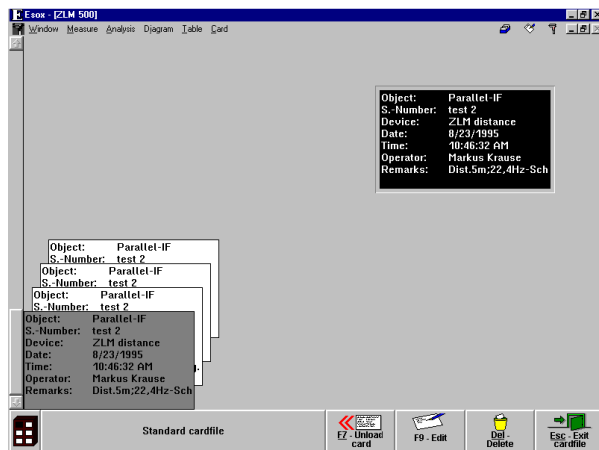 Esox - [ZLM 500]
Window Measure Analysis Djagram Table Card
Object: Parallel-IF
S.-Number: test 2
Device: ZLM distance
Date: 8/23/1995
Time: 10:46:32 AM
Operator: Markus Krause
Remarks: Dist.5m;22,4Hz-Sch
Object: Parallel-IF
S.-Number: test 2
Object: Parallel-IF
S.-Number: test 2
Object: Parallel-IF
S.-Number: test 2
Object: Parallel-IF
S.-Number: test 2
Device: ZLM distance
Date: 8/23/1995
Time: 10:46:32 AM
Operator: Markus Krause
Remarks: Dist.5m;22,4Hz-Sch
Standard cardfile
F7 - Unload
card
F9 - Edit
Del -
Delete
Esc - Exit
cardfile